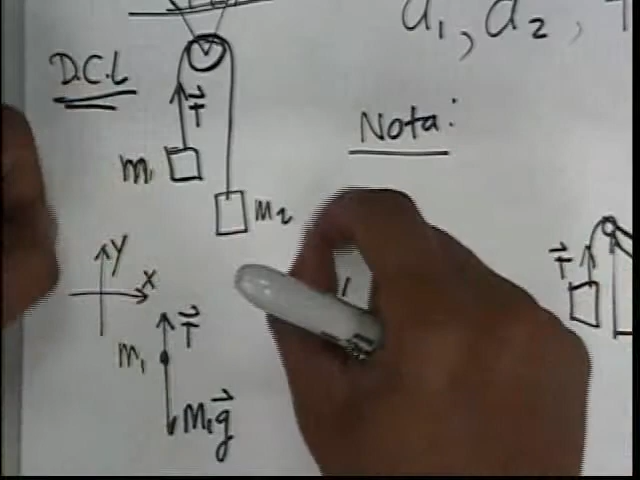 a₁, a₂,
D.C.L
T⃗
Nota:
m₁
m₂
T⃗
y
x
T⃗
m₁
m₁g⃗